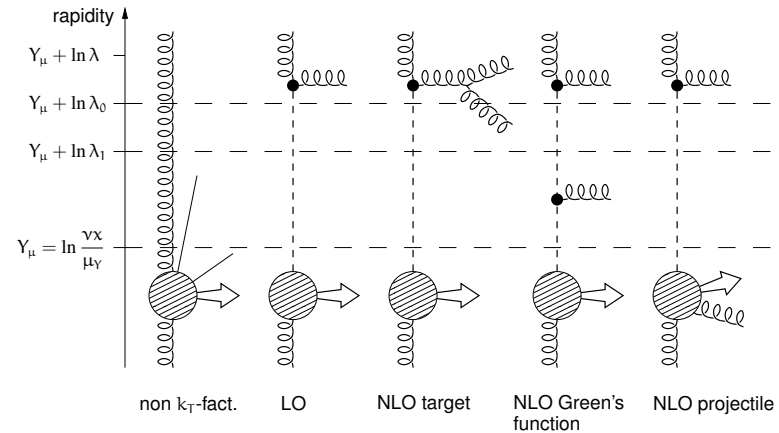 rapidity
Y_μ + ln λ
Y_μ + ln λ_0
Y_μ + ln λ_1
Y_μ = ln νx/μ_Y
non k_T-fact.
LO
NLO target
NLO Green's
function
NLO projectile